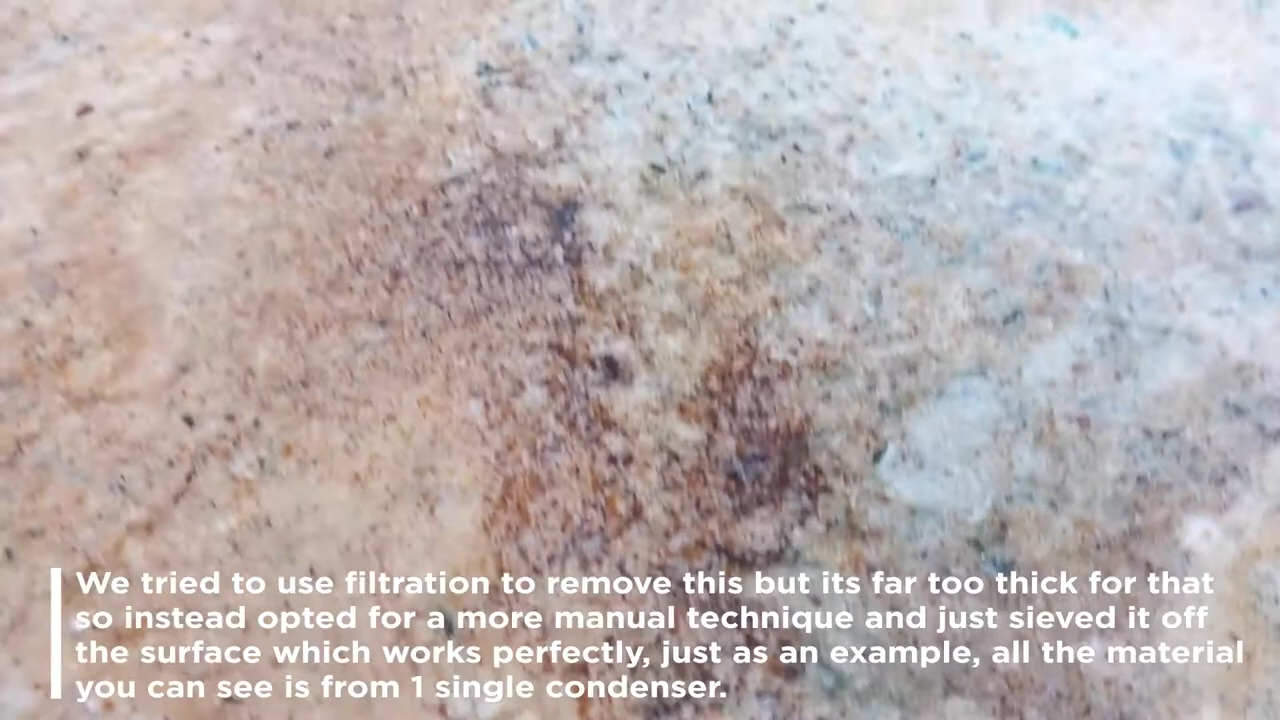 We tried to use filtration to remove this but its far too thick for that
so instead opted for a more manual technique and just sieved it off
the surface which works perfectly, just as an example, all the material
you can see is from 1 single condenser.